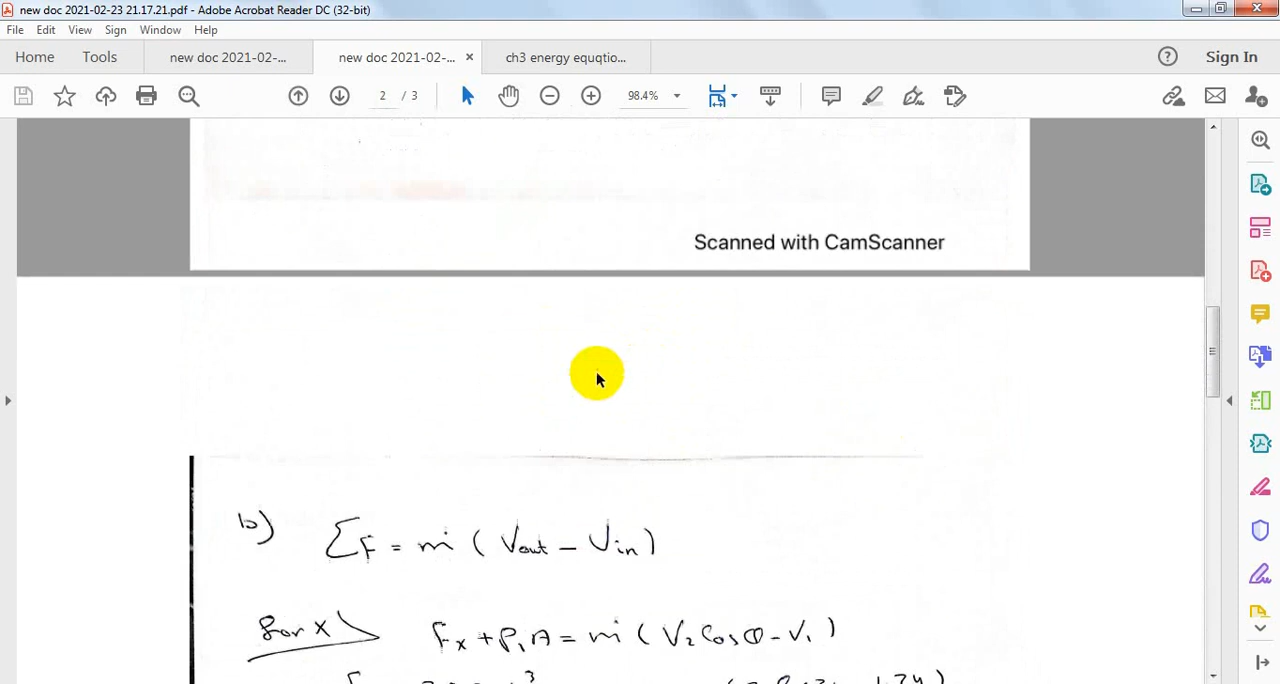 new doc 2021-02-23 21.17.21.pdf - Adobe Acrobat Reader DC (32-bit)
File Edit View Sign Window Help
Home Tools new doc 2021-02-... new doc 2021-02-... × ch3 energy equqtio... Sign In
2 / 3 98.4%
Scanned with CamScanner
b) ΣF = ṁ ( Vout - Vin )
for x Fx + P1A = ṁ ( V2 Cosθ - V1 )